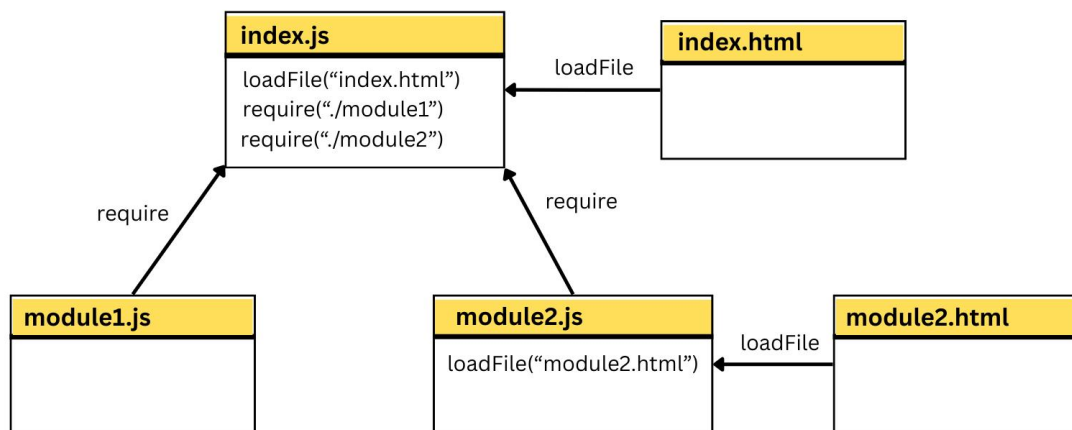 index.js
loadFile(“index.html”)
require(“./module1”)
require(“./module2”)
loadFile
index.html
require
require
module1.js
module2.js
loadFile(“module2.html”)
loadFile
module2.html